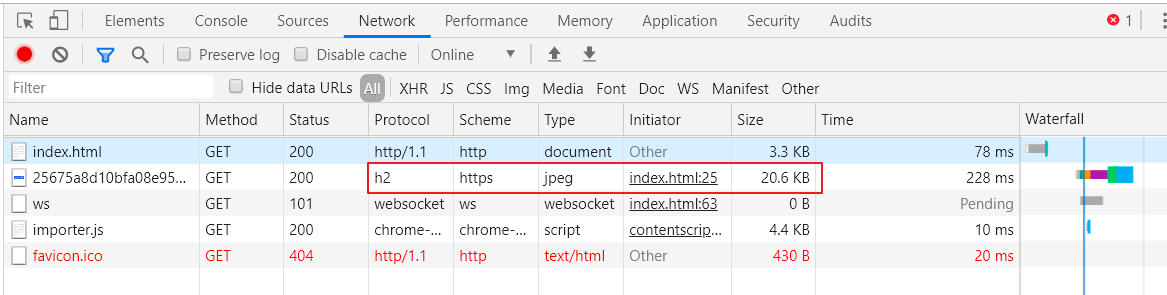 Elements Console Sources Network Performance Memory Application Security Audits 1
Preserve log Disable cache Online
Filter Hide data URLs All XHR JS CSS Img Media Font Doc WS Manifest Other
Name Method Status Protocol Scheme Type Initiator Size Time Waterfall
index.html GET 200 http/1.1 http document Other 3.3 KB 78 ms
25675a8d10bfa08e95... GET 200 h2 https jpeg index.html:25 20.6 KB 228 ms
ws GET 101 websocket ws websocket index.html:63 0 B Pending
importer.js GET 200 chrome-... chrome-... script contentscrip... 4.4 KB 10 ms
favicon.ico GET 404 http/1.1 http text/html Other 430 B 20 ms